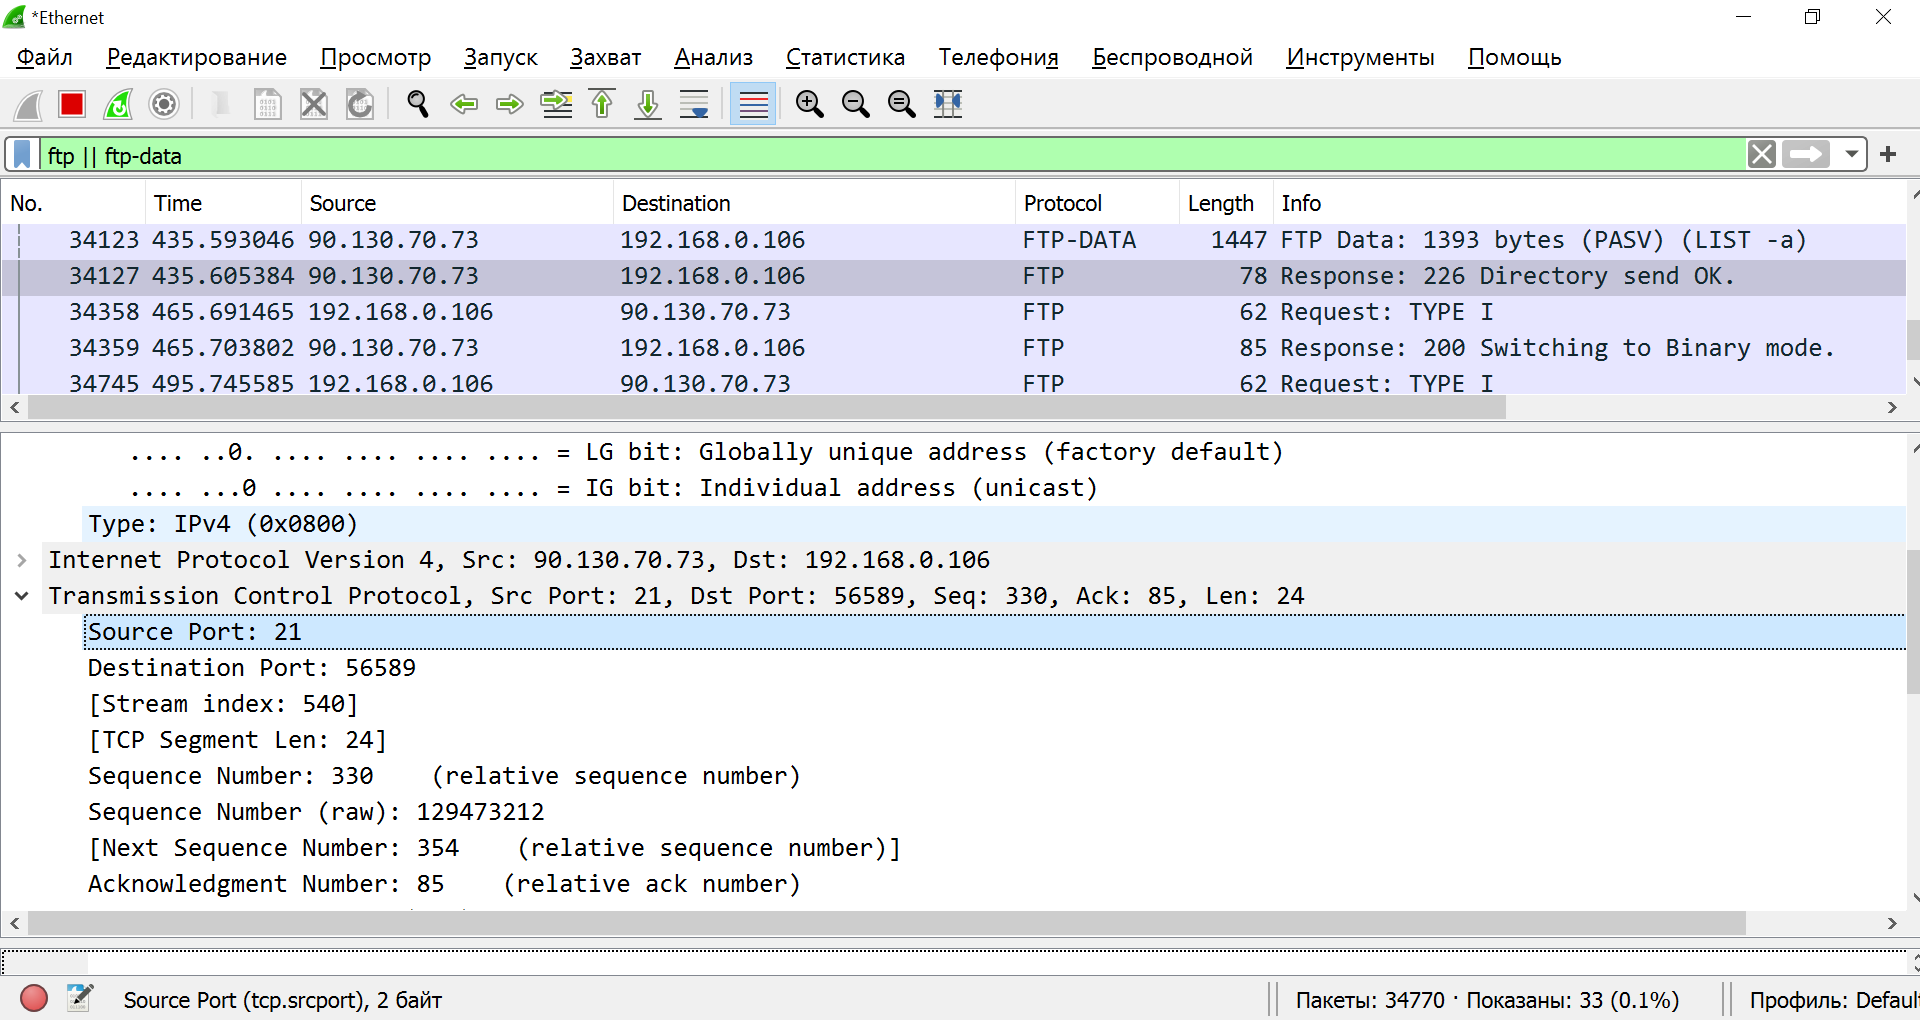 *Ethernet
Файл Редактирование Просмотр Запуск Захват Анализ Статистика Телефония Беспроводной Инструменты Помощь
ftp || ftp-data
No. Time Source Destination Protocol Length Info
34123 435.593046 90.130.70.73 192.168.0.106 FTP-DATA 1447 FTP Data: 1393 bytes (PASV) (LIST -a)
34127 435.605384 90.130.70.73 192.168.0.106 FTP 78 Response: 226 Directory send OK.
34358 465.691465 192.168.0.106 90.130.70.73 FTP 62 Request: TYPE I
34359 465.703802 90.130.70.73 192.168.0.106 FTP 85 Response: 200 Switching to Binary mode.
34745 495.745585 192.168.0.106 90.130.70.73 FTP 62 Request: TYPE I
.... ..0. .... .... .... .... = LG bit: Globally unique address (factory default)
.... ...0 .... .... .... .... = IG bit: Individual address (unicast)
Type: IPv4 (0x0800)
Internet Protocol Version 4, Src: 90.130.70.73, Dst: 192.168.0.106
Transmission Control Protocol, Src Port: 21, Dst Port: 56589, Seq: 330, Ack: 85, Len: 24
Source Port: 21
Destination Port: 56589
[Stream index: 540]
[TCP Segment Len: 24]
Sequence Number: 330 (relative sequence number)
Sequence Number (raw): 129473212
[Next Sequence Number: 354 (relative sequence number)]
Acknowledgment Number: 85 (relative ack number)
Source Port (tcp.srcport), 2 байт
Пакеты: 34770 · Показаны: 33 (0.1%)
Профиль: Defaul